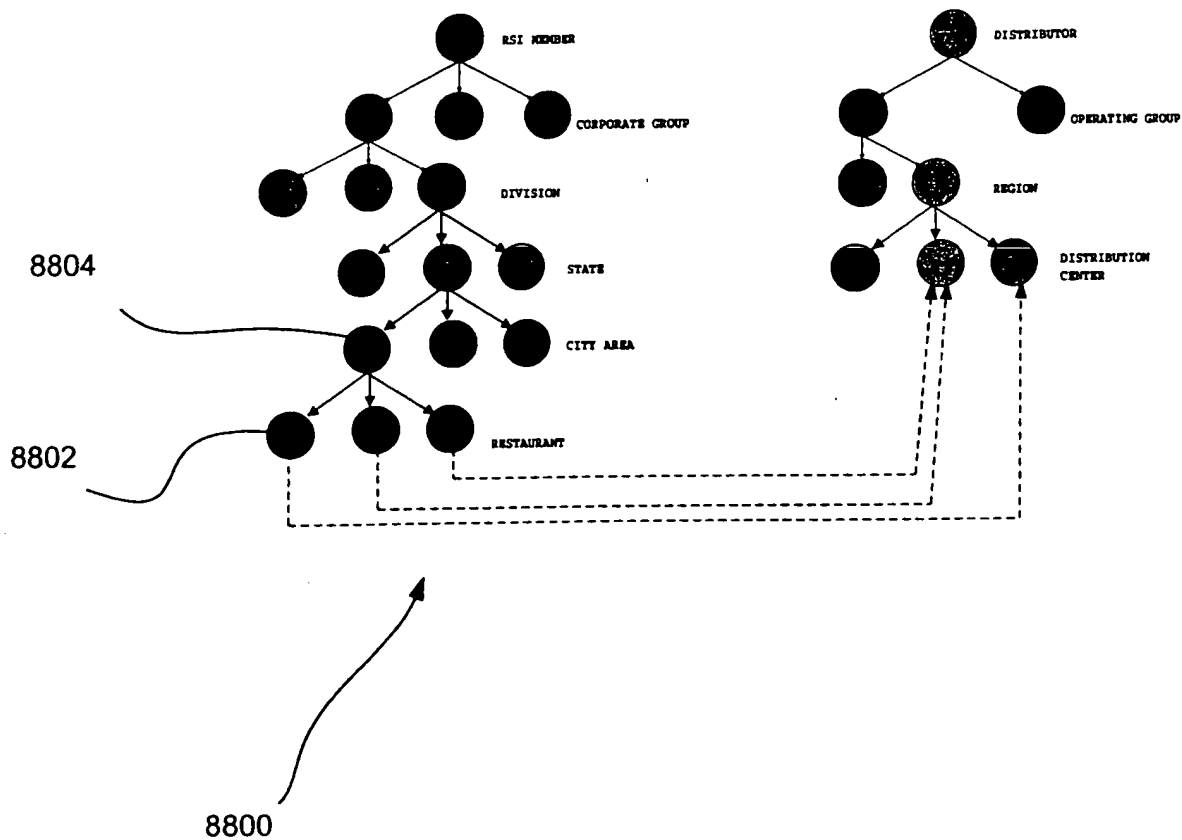 RSI MEMBER
DISTRIBUTOR
CORPORATE GROUP
OPERATING GROUP
DIVISION
REGION
8804
STATE
DISTRIBUTION
CENTER
CITY AREA
8802
RESTAURANT
8800